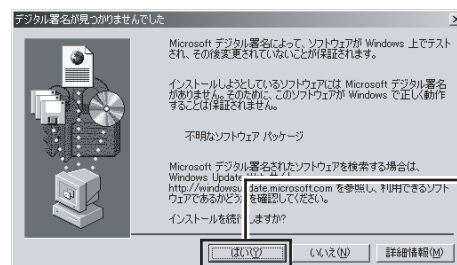 デジタル署名が見つかりませんでした
Microsoft デジタル署名によって、ソフトウェアが Windows 上でテスト
され、その後変更されていないことが保証されます。
インストールしようとしているソフトウェアには Microsoft デジタル署名
がありません。そのために、このソフトウェアが Windows で正しく動作
することは保証されません。
不明なソフトウェア パッケージ
Microsoft デジタル署名されたソフトウェアを検索する場合は、
Windows Update
http://windowsupdate.microsoft.com を参照し、利用できるソフト
ウェアであるかどうかを確認してください。
インストールを続行しますか?
はい(Y) いいえ(N) 詳細情報(M)